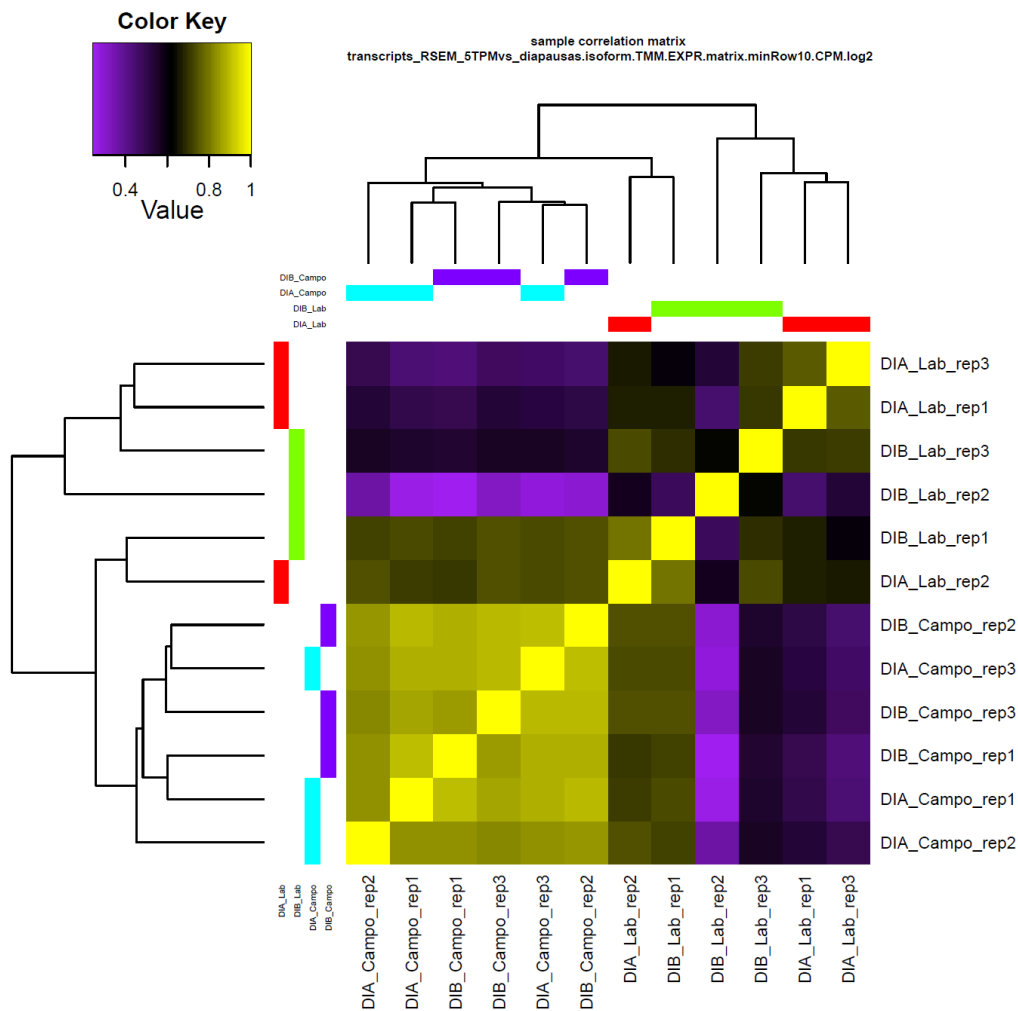 Color Key
0.4 0.8 1
Value
sample correlation matrix
transcripts_RSEM_5TPMvs_diapausas.isoform.TMM.EXPR.matrix.minRow10.CPM.log2
DIB_Campo
DIA_Campo
DIB_Lab
DIA_Lab
DIA_Lab_rep3
DIA_Lab_rep1
DIB_Lab_rep3
DIB_Lab_rep2
DIB_Lab_rep1
DIA_Lab_rep2
DIB_Campo_rep2
DIA_Campo_rep3
DIB_Campo_rep3
DIB_Campo_rep1
DIA_Campo_rep1
DIA_Campo_rep2
DIA_Lab
DIB_Lab
DIA_Campo
DIB_Campo
DIA_Campo_rep2
DIA_Campo_rep1
DIB_Campo_rep1
DIB_Campo_rep3
DIA_Campo_rep3
DIB_Campo_rep2
DIA_Lab_rep2
DIB_Lab_rep1
DIB_Lab_rep2
DIB_Lab_rep3
DIA_Lab_rep1
DIA_Lab_rep3